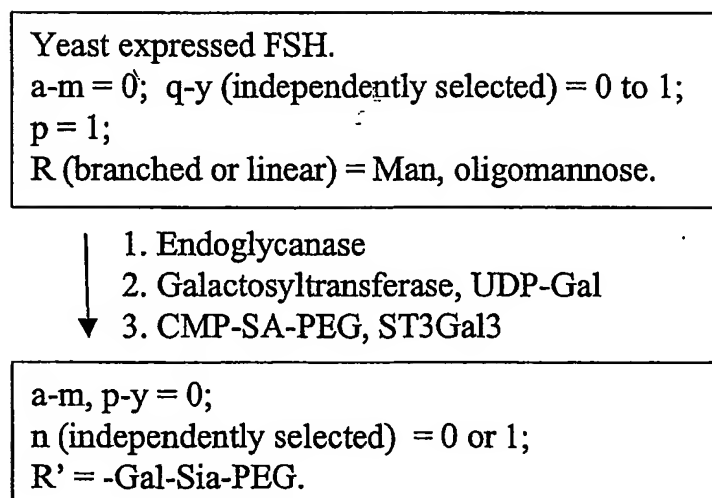 Yeast expressed FSH.
a-m = 0; q-y (independently selected) = 0 to 1;
p = 1;
R (branched or linear) = Man, oligomannose.
1. Endoglycanase
2. Galactosyltransferase, UDP-Gal
3. CMP-SA-PEG, ST3Gal3
a-m, p-y = 0;
n (independently selected) = 0 or 1;
R' = -Gal-Sia-PEG.